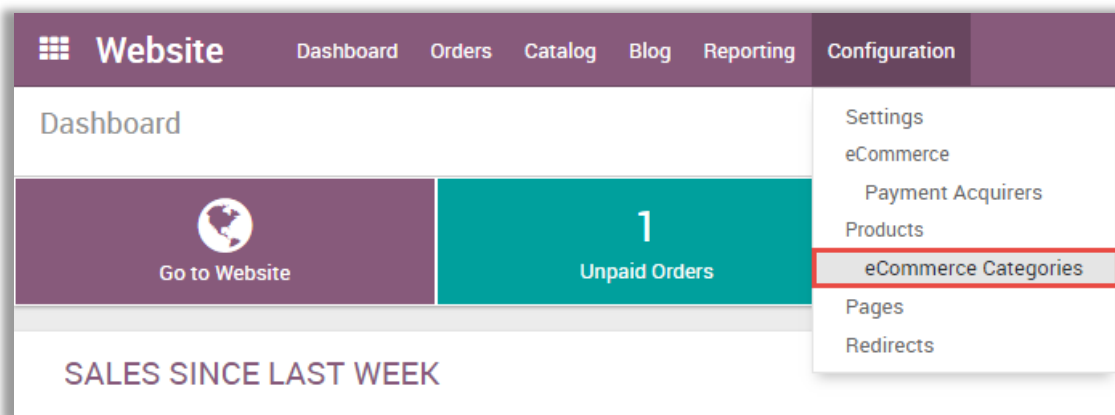 Website Dashboard Orders Catalog Blog Reporting Configuration
Dashboard
Settings
eCommerce
Payment Acquirers
Products
eCommerce Categories
Pages
Redirects
Go to Website
1
Unpaid Orders
SALES SINCE LAST WEEK